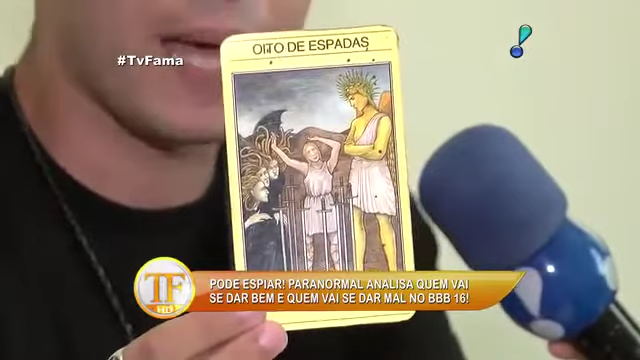 #TvFama
OITO DE ESPADAS
TF
HD
PODE ESPIAR! PARANORMAL ANALISA QUEM VAI
SE DAR BEM E QUEM VAI SE DAR MAL NO BBB 16!